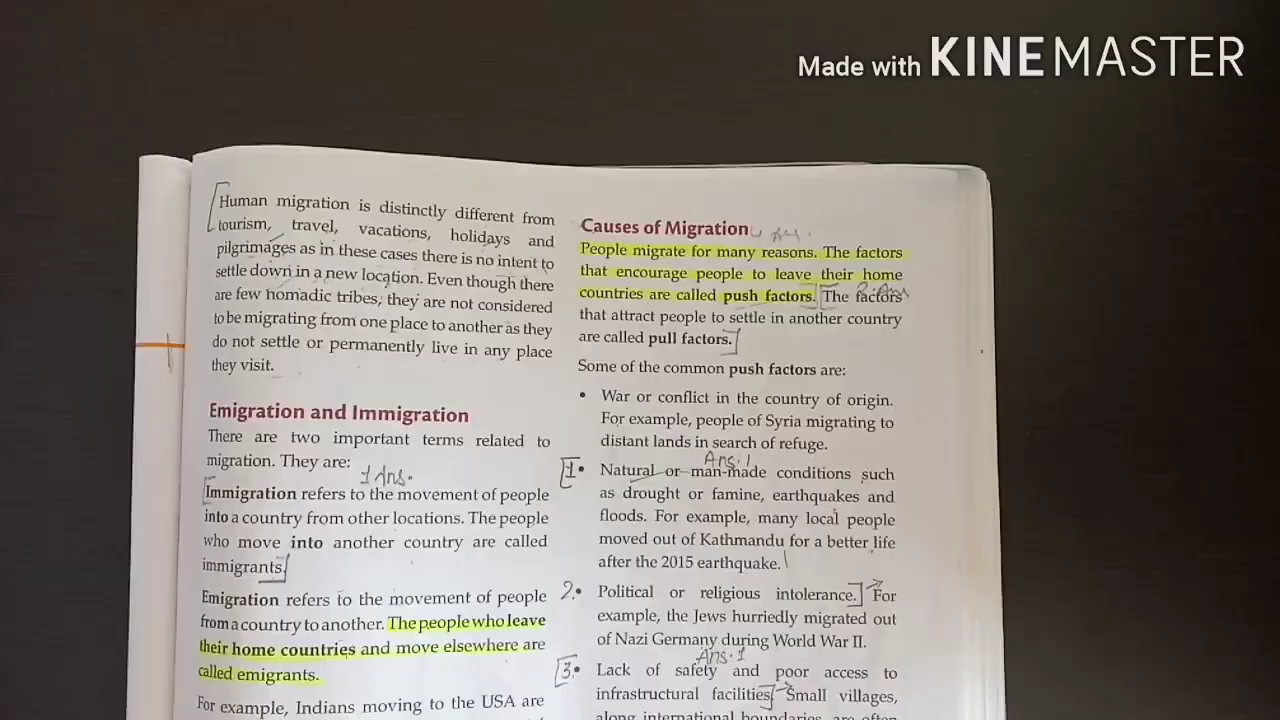 Made with KINEMASTER
Human migration is distinctly different from
tourism, travel, vacations, holidays and
pilgrimages as in these cases there is no intent to
settle down in a new location. Even though there
are few nomadic tribes, they are not considered
to be migrating from one place to another as they
do not settle or permanently live in any place
they visit.
Emigration and Immigration
There are two important terms related to
migration. They are:
1 Ans.
Immigration refers to the movement of people
into a country from other locations. The people
who move into another country are called
immigrants.
Emigration refers to the movement of people
from a country to another. The people who leave
their home countries and move elsewhere are
called emigrants.
For example, Indians moving to the USA are
Causes of Migration
People migrate for many reasons. The factors
that encourage people to leave their home
countries are called push factors. The factors
2. Ans
that attract people to settle in another country
are called pull factors.
Some of the common push factors are:
• War or conflict in the country of origin.
For example, people of Syria migrating to
distant lands in search of refuge.
Ans. 1
1 • Natural or man-made conditions such
as drought or famine, earthquakes and
floods. For example, many local people
moved out of Kathmandu for a better life
after the 2015 earthquake.
2. • Political or religious intolerance. For
example, the Jews hurriedly migrated out
of Nazi Germany during World War II.
Ans. 1
3. • Lack of safety and poor access to
infrastructural facilities. Small villages,
along international boundaries, are often